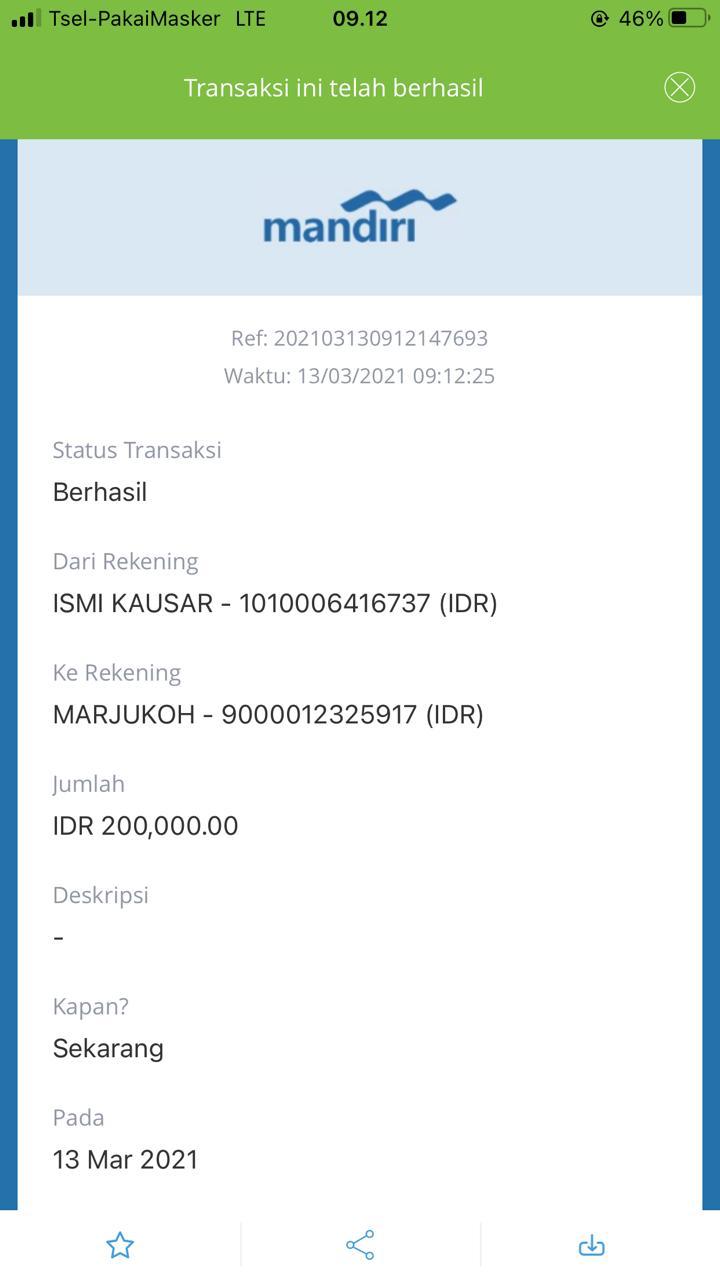 Tsel-PakaiMasker LTE 09.12 46%
Transaksi ini telah berhasil
mandiri
Ref: 202103130912147693
Waktu: 13/03/2021 09:12:25
Status Transaksi
Berhasil
Dari Rekening
ISMI KAUSAR - 1010006416737 (IDR)
Ke Rekening
MARJUKOH - 9000012325917 (IDR)
Jumlah
IDR 200,000.00
Deskripsi
-
Kapan?
Sekarang
Pada
13 Mar 2021